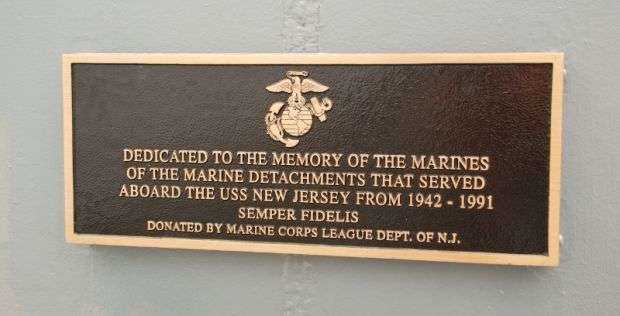 DEDICATED TO THE MEMORY OF THE MARINES
OF THE MARINE DETACHMENTS THAT SERVED
ABOARD THE USS NEW JERSEY FROM 1942 - 1991
SEMPER FIDELIS
DONATED BY MARINE CORPS LEAGUE DEPT. OF N.J.